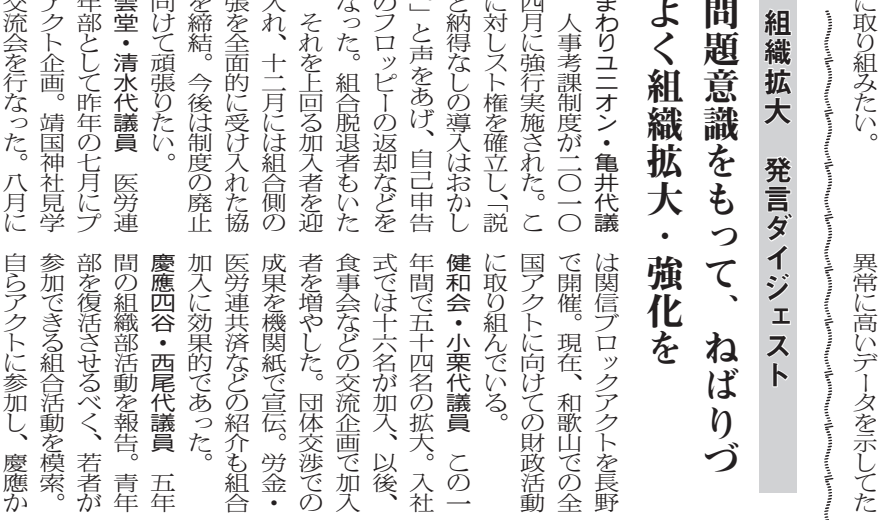 に取り組みたい。
異常に高いデータを示してた
組織拡大　発言ダイジェスト
問題意識をもって、ねばりづ
よく組織拡大・強化を
まわりユニオン・亀井代議
人事考課制度が二〇一〇
四月に強行実施された。こ
に対しスト権を確立し、「説
と納得なしの導入はおかし
」と声をあげ、自己申告
のフロッピーの返却などを
なった。組合脱退者もいた
それを上回る加入者を迎
入れ、十二月には組合側の
張を全面的に受け入れた協
を締結。今後は制度の廃止
向けて頑張りたい。
雲堂・清水代議員　医労連
年部として昨年の七月にプ
アクト企画。靖国神社見学
交流会を行なった。八月に
は関信ブロックアクトを長野
で開催。現在、和歌山での全
国アクトに向けての財政活動
に取り組んでいる。
健和会・小栗代議員　この一
年間で五十四名の拡大。入社
式では十六名が加入、以後、
食事会などの交流企画で加入
者を増やした。団体交渉での
成果を機関紙で宣伝。労金・
医労連共済などの紹介も組合
加入に効果的であった。
慶應四谷・西尾代議員　五年
間の組織部活動を報告。青年
部を復活させるべく、若者が
参加できる組合活動を模索。
自らアクトに参加し、慶應か